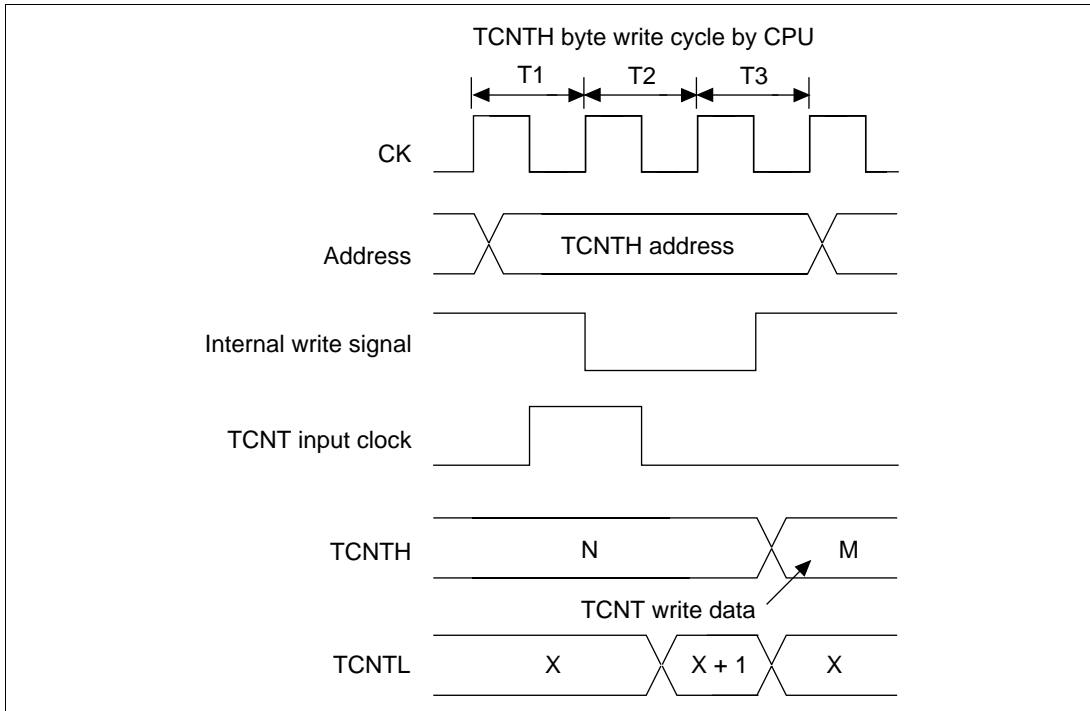 TCNTH byte write cycle by CPU
T1 T2 T3
CK
Address TCNTH address
Internal write signal
TCNT input clock
TCNTH N M
TCNT write data
TCNTL X X + 1 X